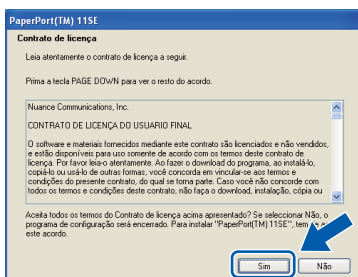 PaperPort(TM) 11SE
Contrato de licença
Leia atentamente o contrato de licença a seguir.
Prima a tecla PAGE DOWN para ver o resto do acordo.
Nuance Communications, Inc.
CONTRATO DE LICENÇA DO USUARIO FINAL
O software e materiais fornecidos mediante este contrato são licenciados e não vendidos,
e estão disponíveis para uso somente de acordo com os termos deste contrato de
licença. Por favor leia-o atentamente. Ao fazer o download do programa, ao instalá-lo,
copiá-lo ou usá-lo de outras formas, você concorda em vincular-se aos termos e
condições do presente contrato, do qual se torna parte. Caso você não concorde com
todos os termos e condições deste contrato, não faça o download, instalação, cópia ou
Aceita todos os termos do Contrato de licença acima apresentado? Se seleccionar Não, o
programa de configuração será encerrado. Para instalar "PaperPort(TM) 11SE", tem de
este acordo.
Sim Não